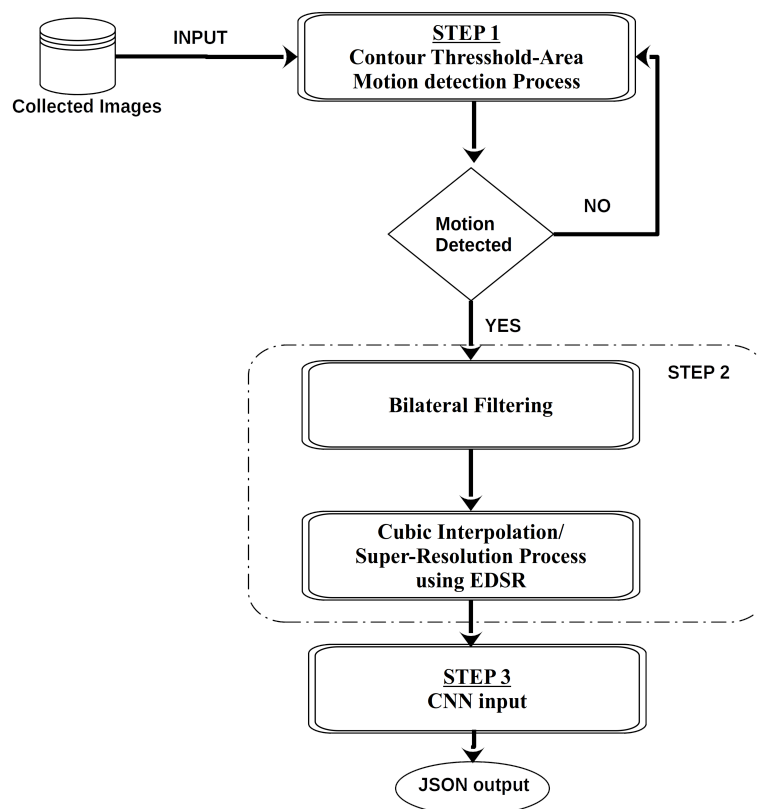 INPUT
Collected Images
STEP 1
Contour Threshold-Area
Motion detection Process
Motion
Detected
NO
YES
STEP 2
Bilateral Filtering
Cubic Interpolation/
Super-Resolution Process
using EDSR
STEP 3
CNN input
JSON output